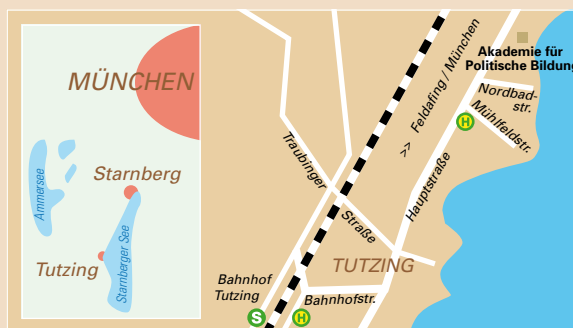 MÜNCHEN
Starnberg
Ammersee
Tutzing
Starnberger See
Akademie für
Politische Bildung
Nordbad-
str.
Mühlfeldstr.
H
>> Feldafing / München
Hauptstraße
Traubinger
Straße
TUTZING
Bahnhof
Tutzing
Bahnhofstr.
S
H